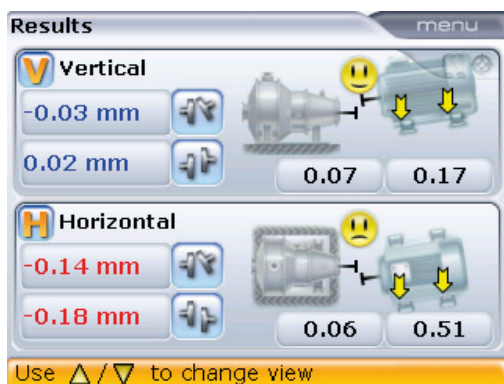 Results menu
V Vertical
-0.03 mm
0.02 mm
0.07 0.17
H Horizontal
-0.14 mm
-0.18 mm
0.06 0.51
Use △/▽ to change view